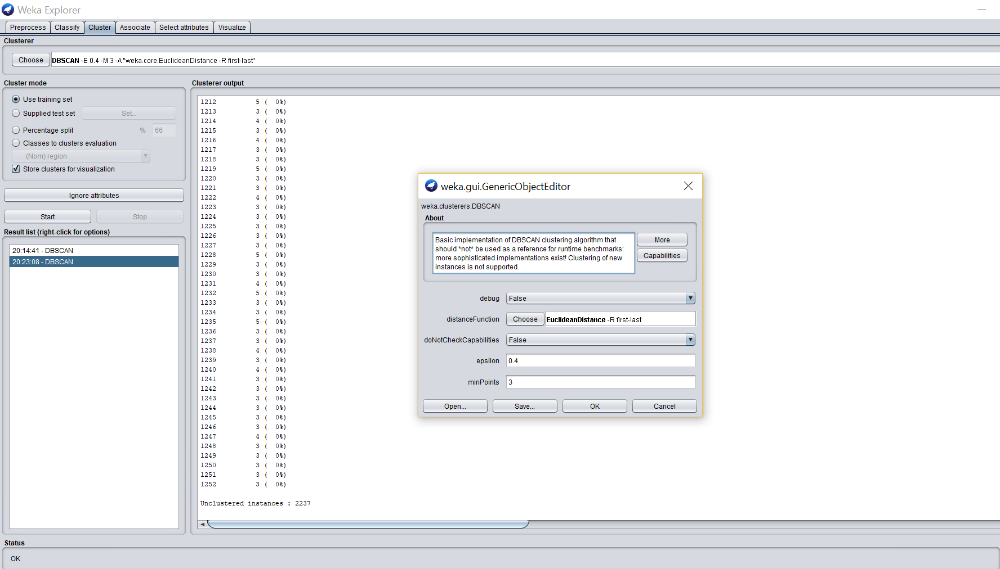 Weka Explorer
Preprocess Classify Cluster Associate Select attributes Visualize
Clusterer
Choose DBSCAN -E 0.4 -M 3 -A "weka.core.EuclideanDistance -R first-last"
Cluster mode
Use training set
Supplied test set Set...
Percentage split % 66
Classes to clusters evaluation
(Nom) region
Store clusters for visualization
Ignore attributes
Start Stop
Result list (right-click for options)
20:14:41 - DBSCAN
20:23:08 - DBSCAN
Clusterer output
1212 5 ( 0%)
1213 3 ( 0%)
1214 4 ( 0%)
1215 3 ( 0%)
1216 4 ( 0%)
1217 3 ( 0%)
1218 3 ( 0%)
1219 5 ( 0%)
1220 3 ( 0%)
1221 3 ( 0%)
1222 4 ( 0%)
1223 3 ( 0%)
1224 3 ( 0%)
1225 3 ( 0%)
1226 3 ( 0%)
1227 3 ( 0%)
1228 5 ( 0%)
1229 3 ( 0%)
1230 3 ( 0%)
1231 4 ( 0%)
1232 5 ( 0%)
1233 3 ( 0%)
1234 3 ( 0%)
1235 5 ( 0%)
1236 3 ( 0%)
1237 3 ( 0%)
1238 4 ( 0%)
1239 3 ( 0%)
1240 4 ( 0%)
1241 3 ( 0%)
1242 3 ( 0%)
1243 3 ( 0%)
1244 3 ( 0%)
1245 3 ( 0%)
1246 3 ( 0%)
1247 4 ( 0%)
1248 3 ( 0%)
1249 3 ( 0%)
1250 3 ( 0%)
1251 3 ( 0%)
1252 3 ( 0%)
Unclustered instances : 2237
weka.gui.GenericObjectEditor
weka.clusterers.DBSCAN
About
Basic implementation of DBSCAN clustering algorithm that
should *not* be used as a reference for runtime benchmarks:
more sophisticated implementations exist! Clustering of new
instances is not supported.
More
Capabilities
debug False
distanceFunction Choose EuclideanDistance -R first-last
doNotCheckCapabilities False
epsilon 0.4
minPoints 3
Open... Save... OK Cancel
Status
OK